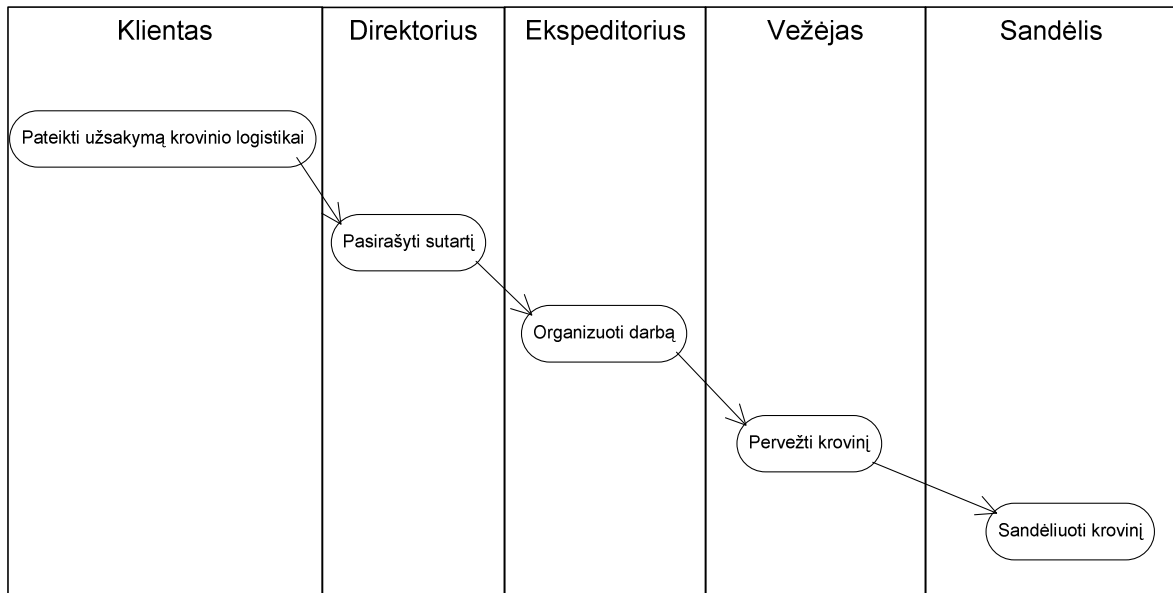 Klientas
Direktorius
Ekspeditorius
Vežėjas
Sandėlis
Pateikti užsakymą krovinio logistikai
Pasirašyti sutartį
Organizuoti darbą
Pervežti krovinį
Sandėliuoti krovinį